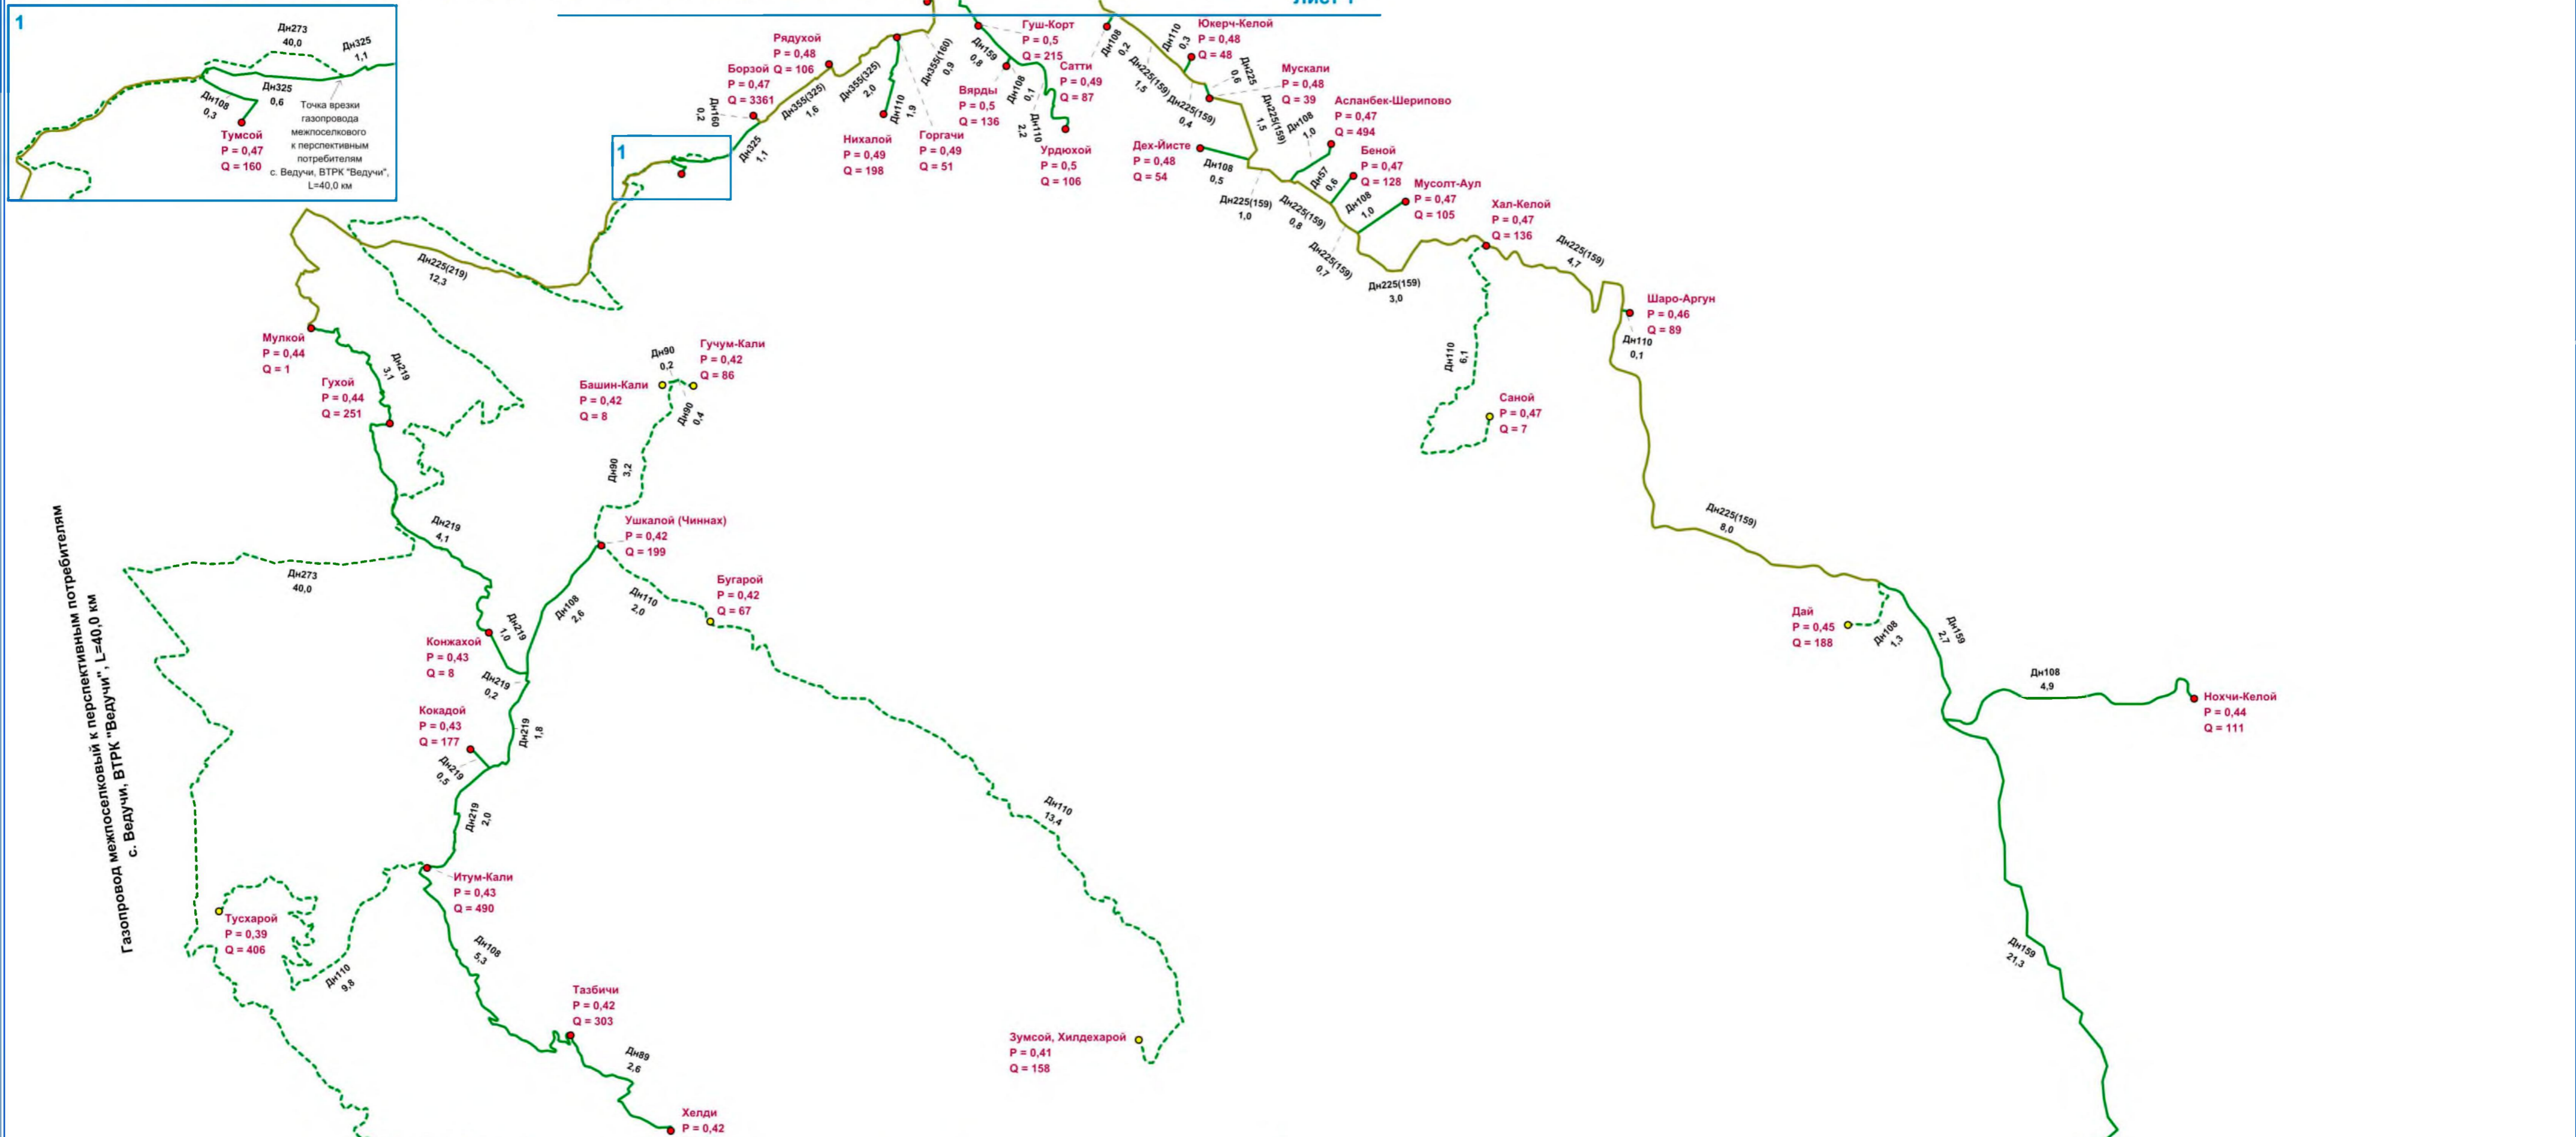 1
Дн273
40,0
Дн325
1,1
Дн325
0,6
Дн108
0,3
Тумсой
P = 0,47
Q = 160
Точка врезки
газопровода
межпоселкового
к перспективным
потребителям
с. Ведучи, ВТРК "Ведучи",
L=40,0 км
Рядухой
P = 0,48
Q = 106
Борзой
P = 0,47
Q = 3361
Дн160
0,2
Дн325
1,1
1
Дн355(325)
1,6
Дн355(325)
2,0
Дн110
1,9
Дн355(160)
0,9
Нихалой
P = 0,49
Q = 198
Горгачи
P = 0,49
Q = 51
Гуш-Корт
P = 0,5
Q = 215
Дн159
0,8
Вярды
P = 0,5
Q = 136
Дн108
0,1
Сатти
P = 0,49
Q = 87
Дн110
2,2
Урдюхой
P = 0,5
Q = 106
Дн108
0,2
Дн110
0,3
Юкерч-Келой
P = 0,48
Q = 48
Дн225(159)
1,5
Дн225
0,6
Мускали
P = 0,48
Q = 39
Дн225(159)
0,4
Дн225(159)
1,5
Асланбек-Шерипово
P = 0,47
Q = 494
Дн108
1,0
Дех-Йисте
P = 0,48
Q = 54
Дн108
0,5
Беной
P = 0,47
Q = 128
Дн57
0,6
Дн225(159)
1,0
Дн225(159)
0,8
Дн108
1,0
Мусолт-Аул
P = 0,47
Q = 105
Дн225(159)
0,7
Дн225(159)
3,0
Хал-Келой
P = 0,47
Q = 136
Дн225(159)
4,7
Шаро-Аргун
P = 0,46
Q = 89
Дн110
0,1
Дн110
6,1
Саной
P = 0,47
Q = 7
Дн225(219)
12,3
Мулкой
P = 0,44
Q = 1
Дн219
3,1
Гухой
P = 0,44
Q = 251
Дн90
0,2
Гучум-Кали
P = 0,42
Q = 86
Башин-Кали
P = 0,42
Q = 8
Дн90
0,4
Дн90
3,2
Дн219
4,1
Ушкалой (Чиннах)
P = 0,42
Q = 199
Дн225(159)
8,0
Газопровод межпоселковый к перспективным потребителям
с. Ведучи, ВТРК "Ведучи", L=40,0 км
Дн273
40,0
Дн108
2,6
Дн110
2,0
Бугарой
P = 0,42
Q = 67
Дай
P = 0,45
Q = 188
Дн108
1,3
Дн159
2,7
Дн219
1,0
Конжахой
P = 0,43
Q = 8
Дн219
0,2
Дн108
4,9
Нохчи-Келой
P = 0,44
Q = 111
Кокадой
P = 0,43
Q = 177
Дн219
1,8
Дн219
0,5
Дн219
2,0
Дн110
13,4
Итум-Кали
P = 0,43
Q = 490
Тусхарой
P = 0,39
Q = 406
Дн110
9,8
Дн108
5,3
Дн159
21,3
Тазбичи
P = 0,42
Q = 303
Зумсой, Хилдехарой
P = 0,41
Q = 158
Дн89
2,6
Хелди
P = 0,42